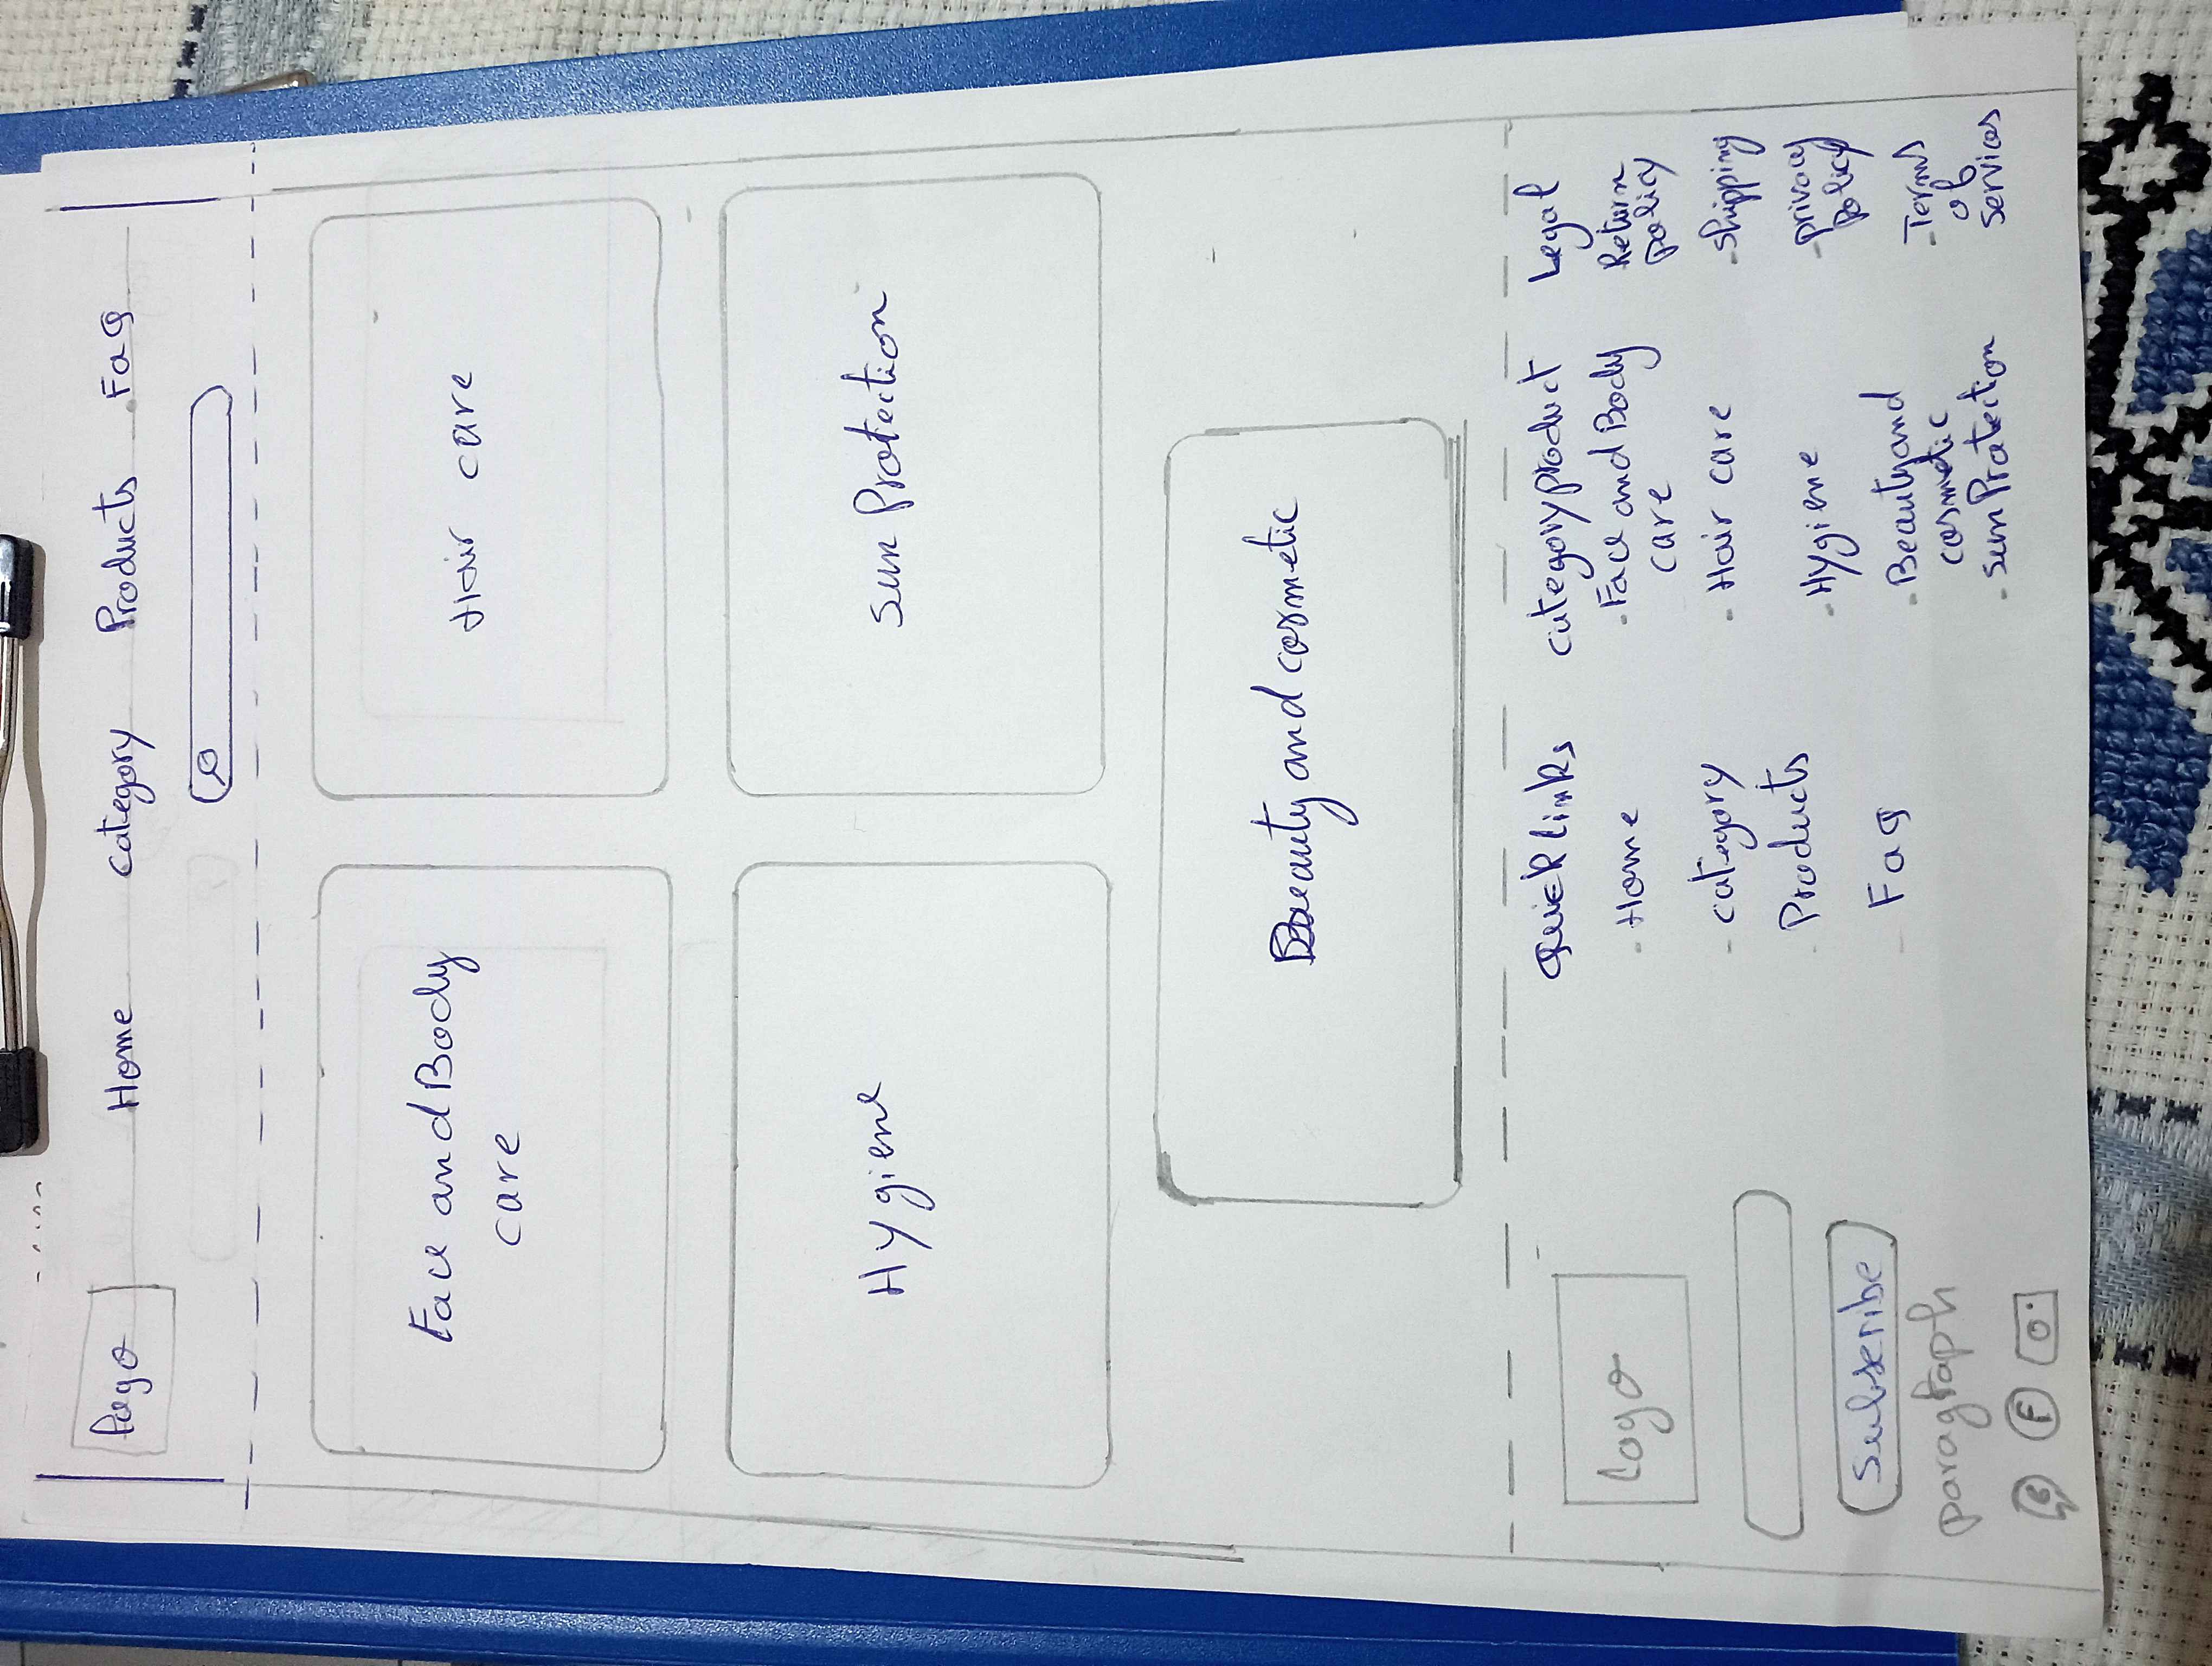 logo
Home Category Products FaQ
Face and Body
care
Hair care
Hygiene
Sun Protection
Beauty and cosmetic
Logo
Subscribe
paragraph
F
Quick links
- Home
- category
- Products
- FaQ
category product
- Face and Body
care
- Hair care
- Hygiene
- Beauty and
cosmetic
- sun Protection
Legal
Return
policy
- shipping
- privacy
policy
- Terms
of
services